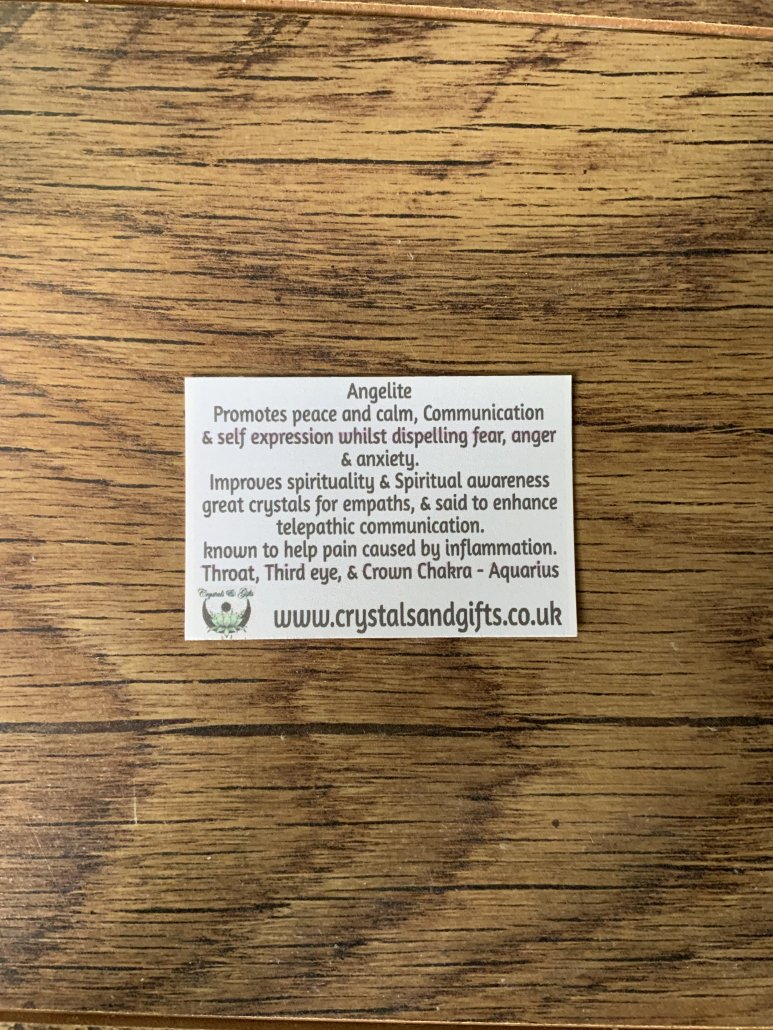 Angelite
Promotes peace and calm, Communication
& self expression whilst dispelling fear, anger
& anxiety.
Improves spirituality & Spiritual awareness
great crystals for empaths, & said to enhance
telepathic communication.
known to help pain caused by inflammation.
Throat, Third eye, & Crown Chakra - Aquarius
Crystals & Gifts
www.crystalsandgifts.co.uk